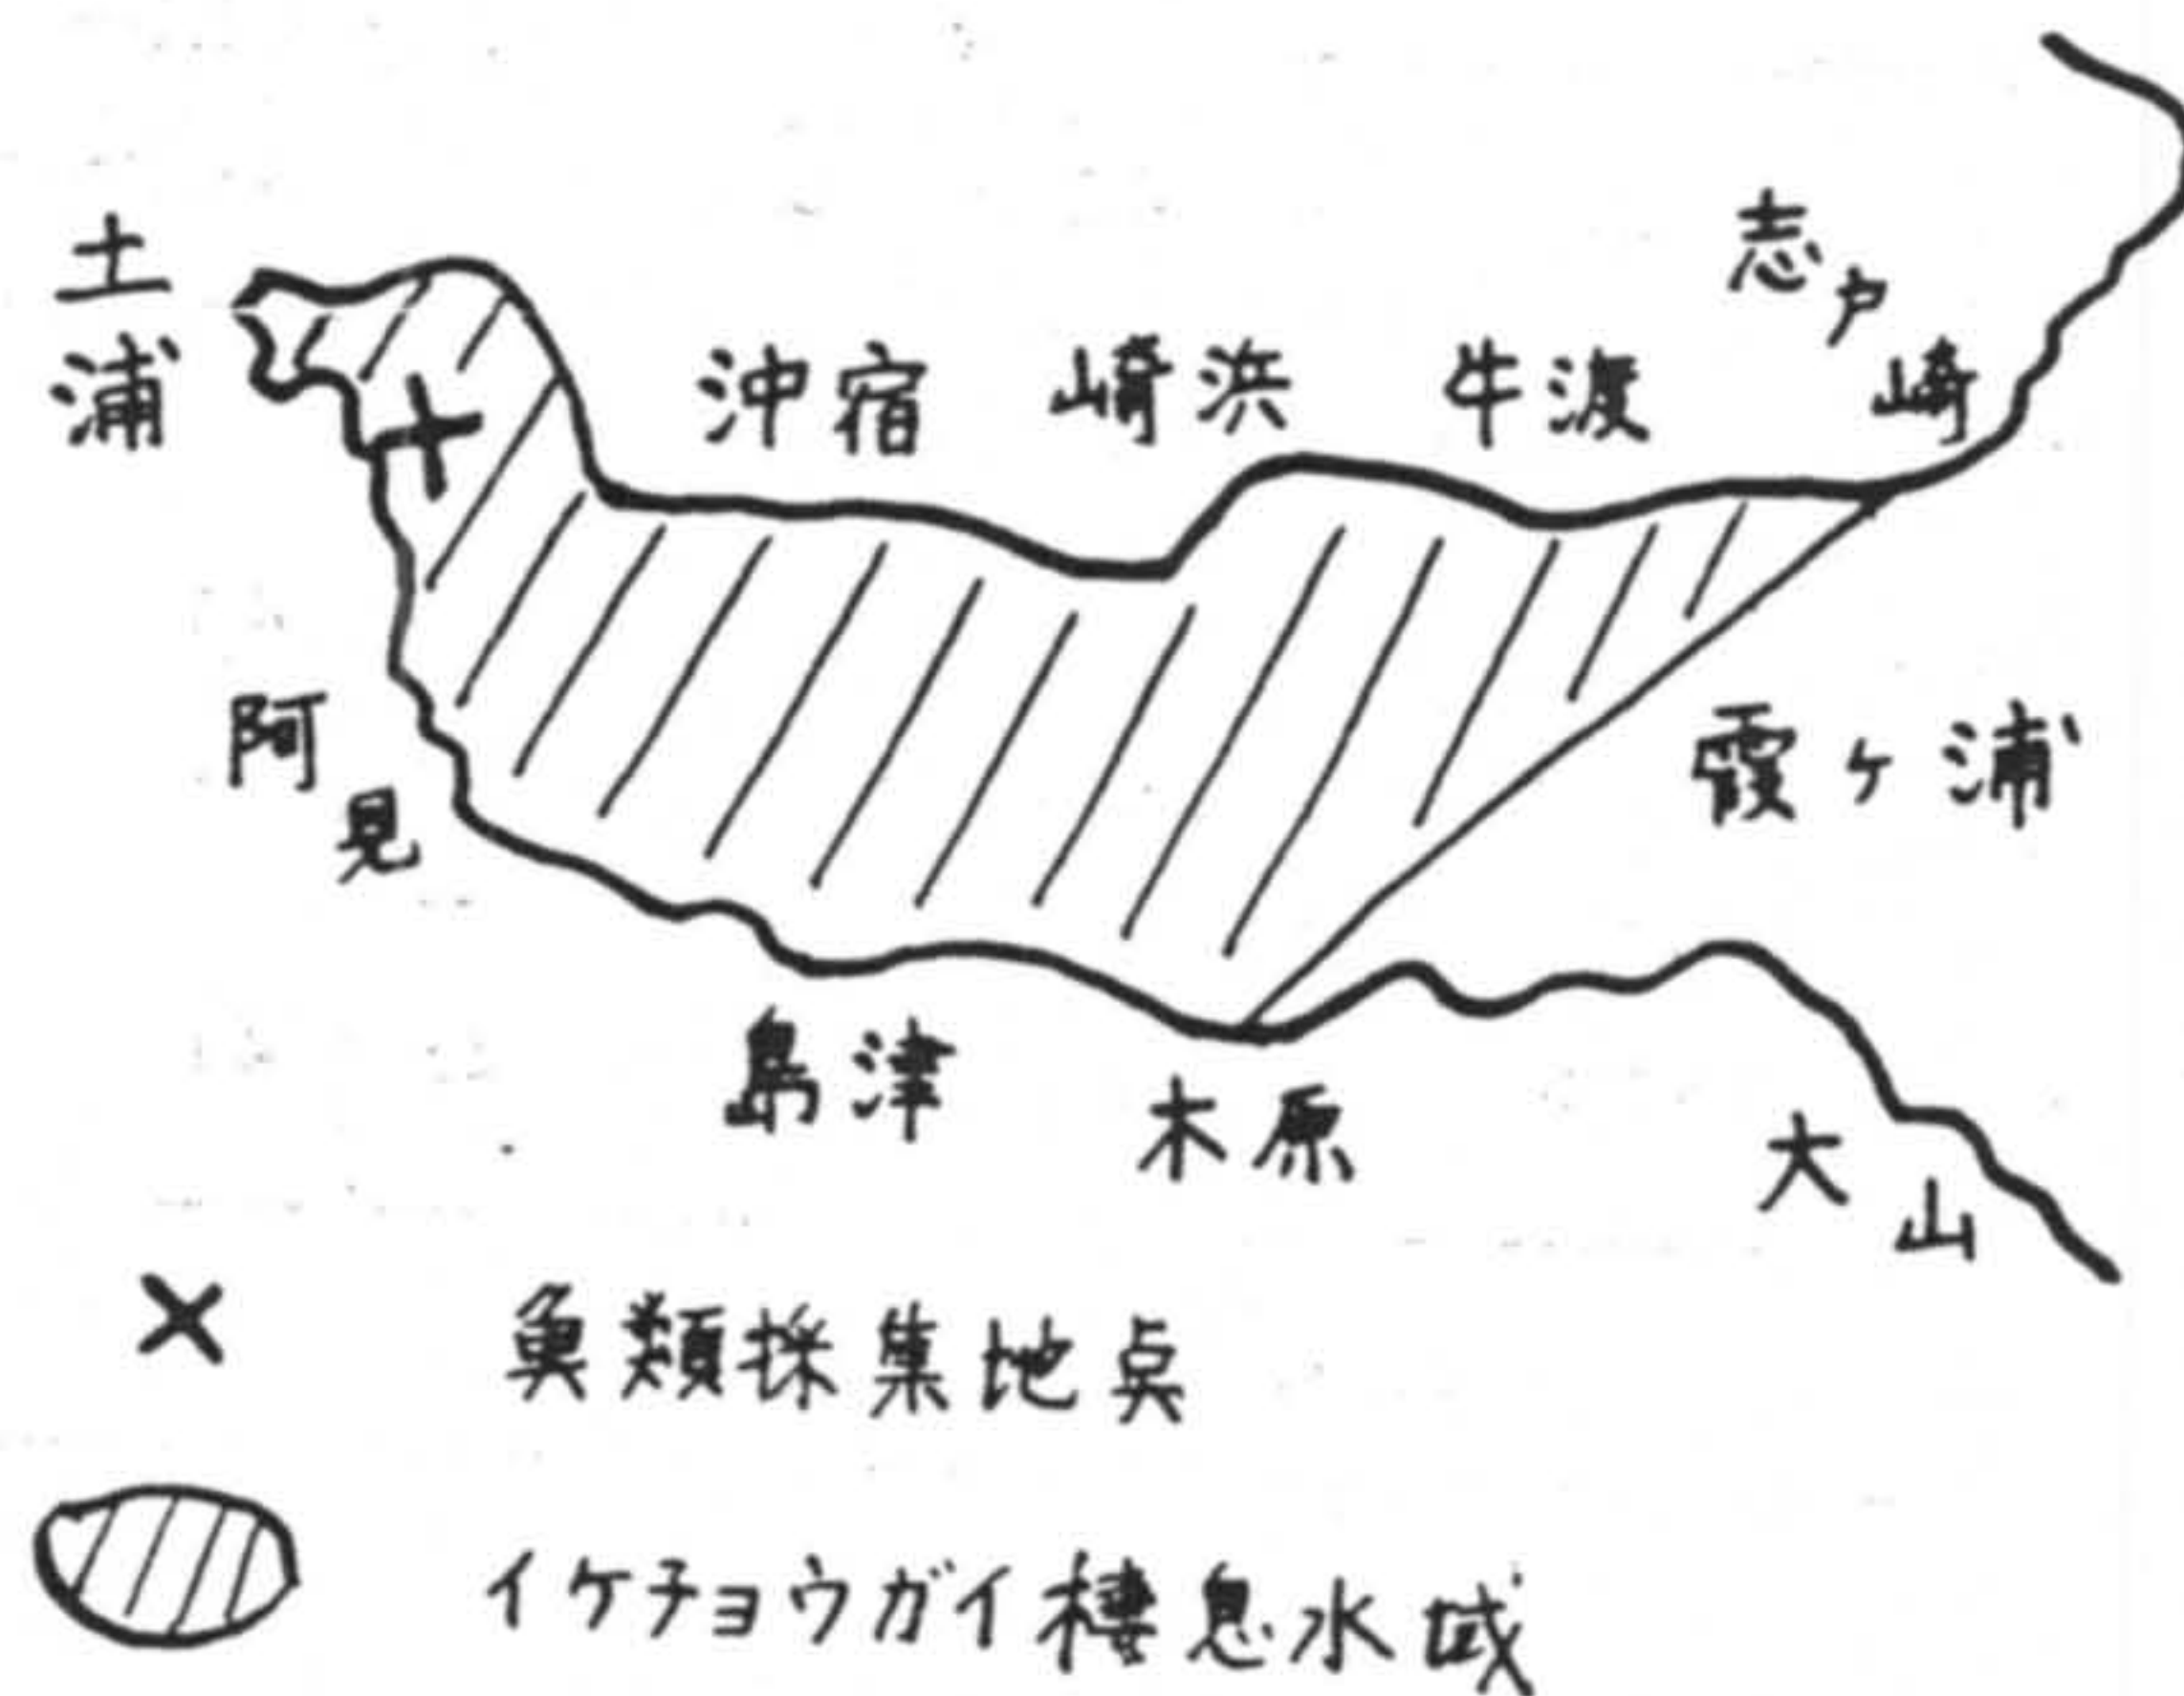 土浦
志戸崎
沖宿
崎浜
牛渡
霞ヶ浦
阿見
島津
木原
大山
魚類採集地点
イケチョウガイ棲息水域